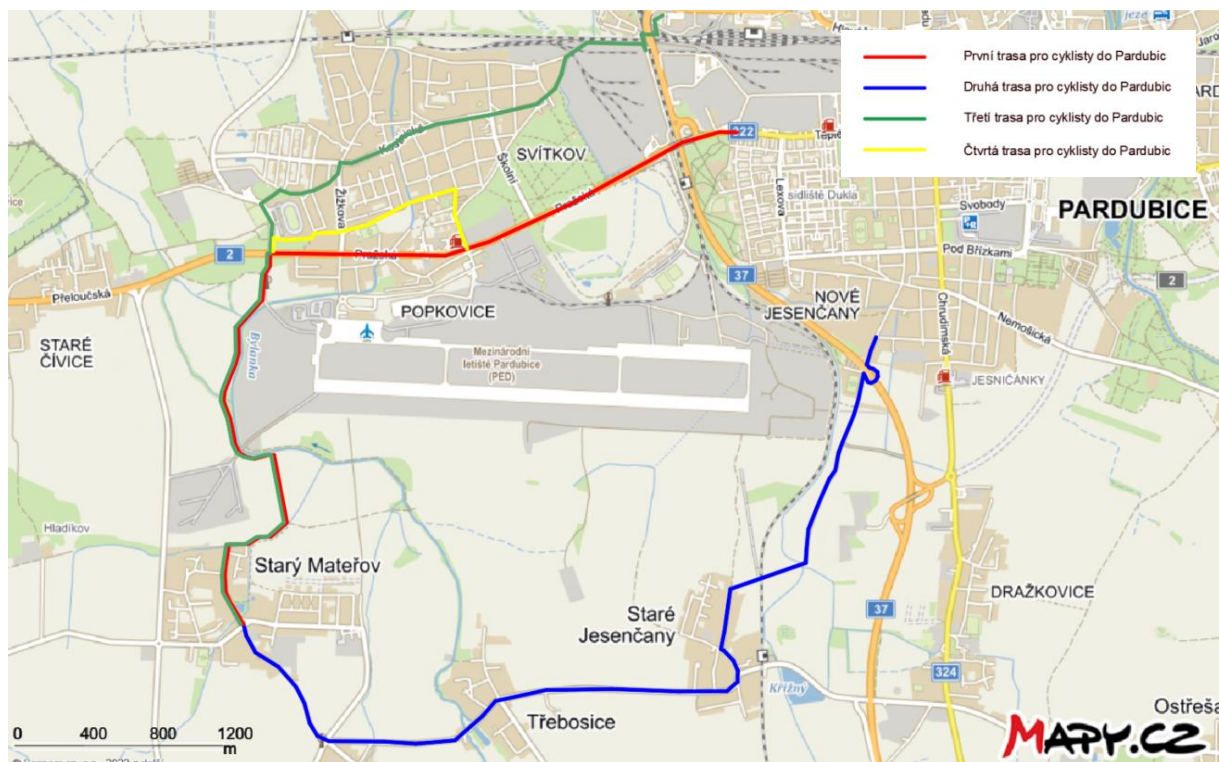 První trasa pro cyklisty do Pardubic
Druhá trasa pro cyklisty do Pardubic
Třetí trasa pro cyklisty do Pardubic
Čtvrtá trasa pro cyklisty do Pardubic
322
Kosecká
SVÍTKOV
Školní
Žižkova
Lexova
sídliště Dukla
Svobody
PARDUBICE
Pod Břízkami
2
Pražská
Pražská
Přeloučská
37
2
NOVÉ
JESENČANY
Chrudimská
Nemošická
POPKOVICE
STARÉ
ČÍVICE
Bylanka
Mezinárodní
letiště Pardubice
(PED)
JESNIČÁNKY
Hladíkov
Starý Mateřov
DRAŽKOVICE
Staré
Jesenčany
37
324
Křižný
Třebosice
Ostřeša
0 400 800 1200
m
MAPY.CZ